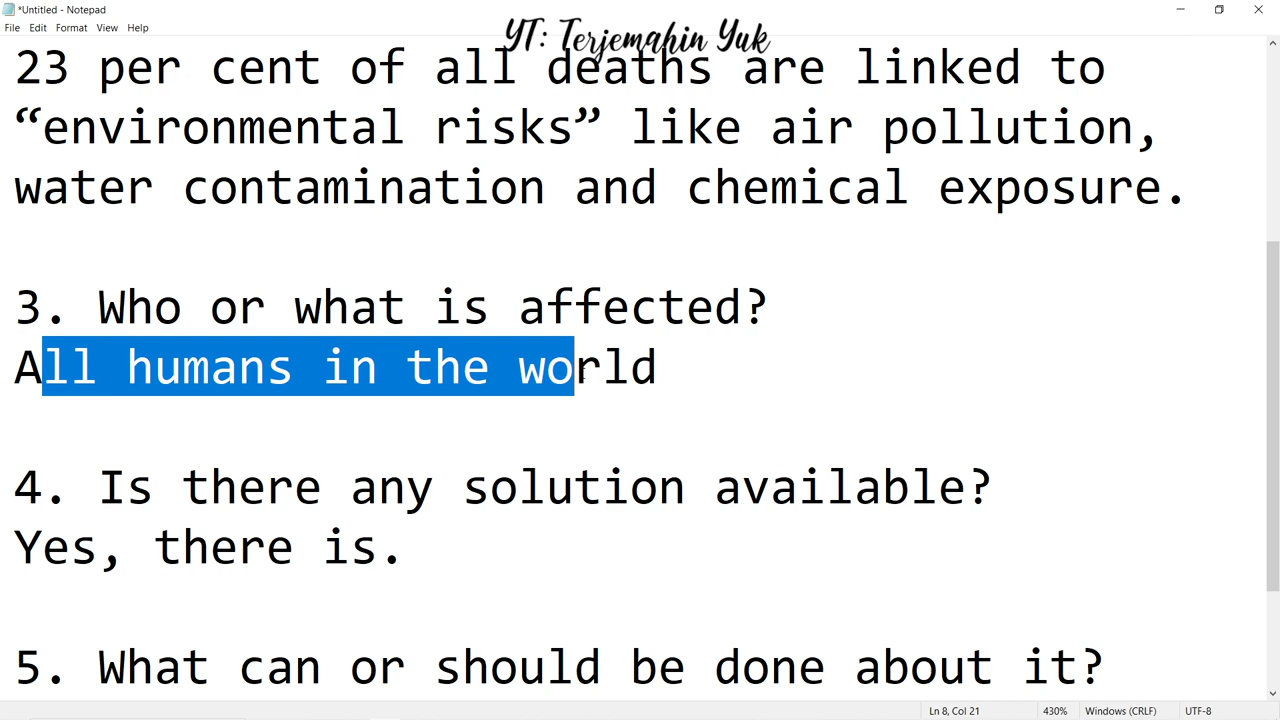 *Untitled - Notepad
File Edit Format View Help
YT: Terjemahin Yuk
23 per cent of all deaths are linked to
“environmental risks” like air pollution,
water contamination and chemical exposure.
3. Who or what is affected?
All humans in the world
4. Is there any solution available?
Yes, there is.
5. What can or should be done about it?
Ln 8, Col 21 430% Windows (CRLF) UTF-8